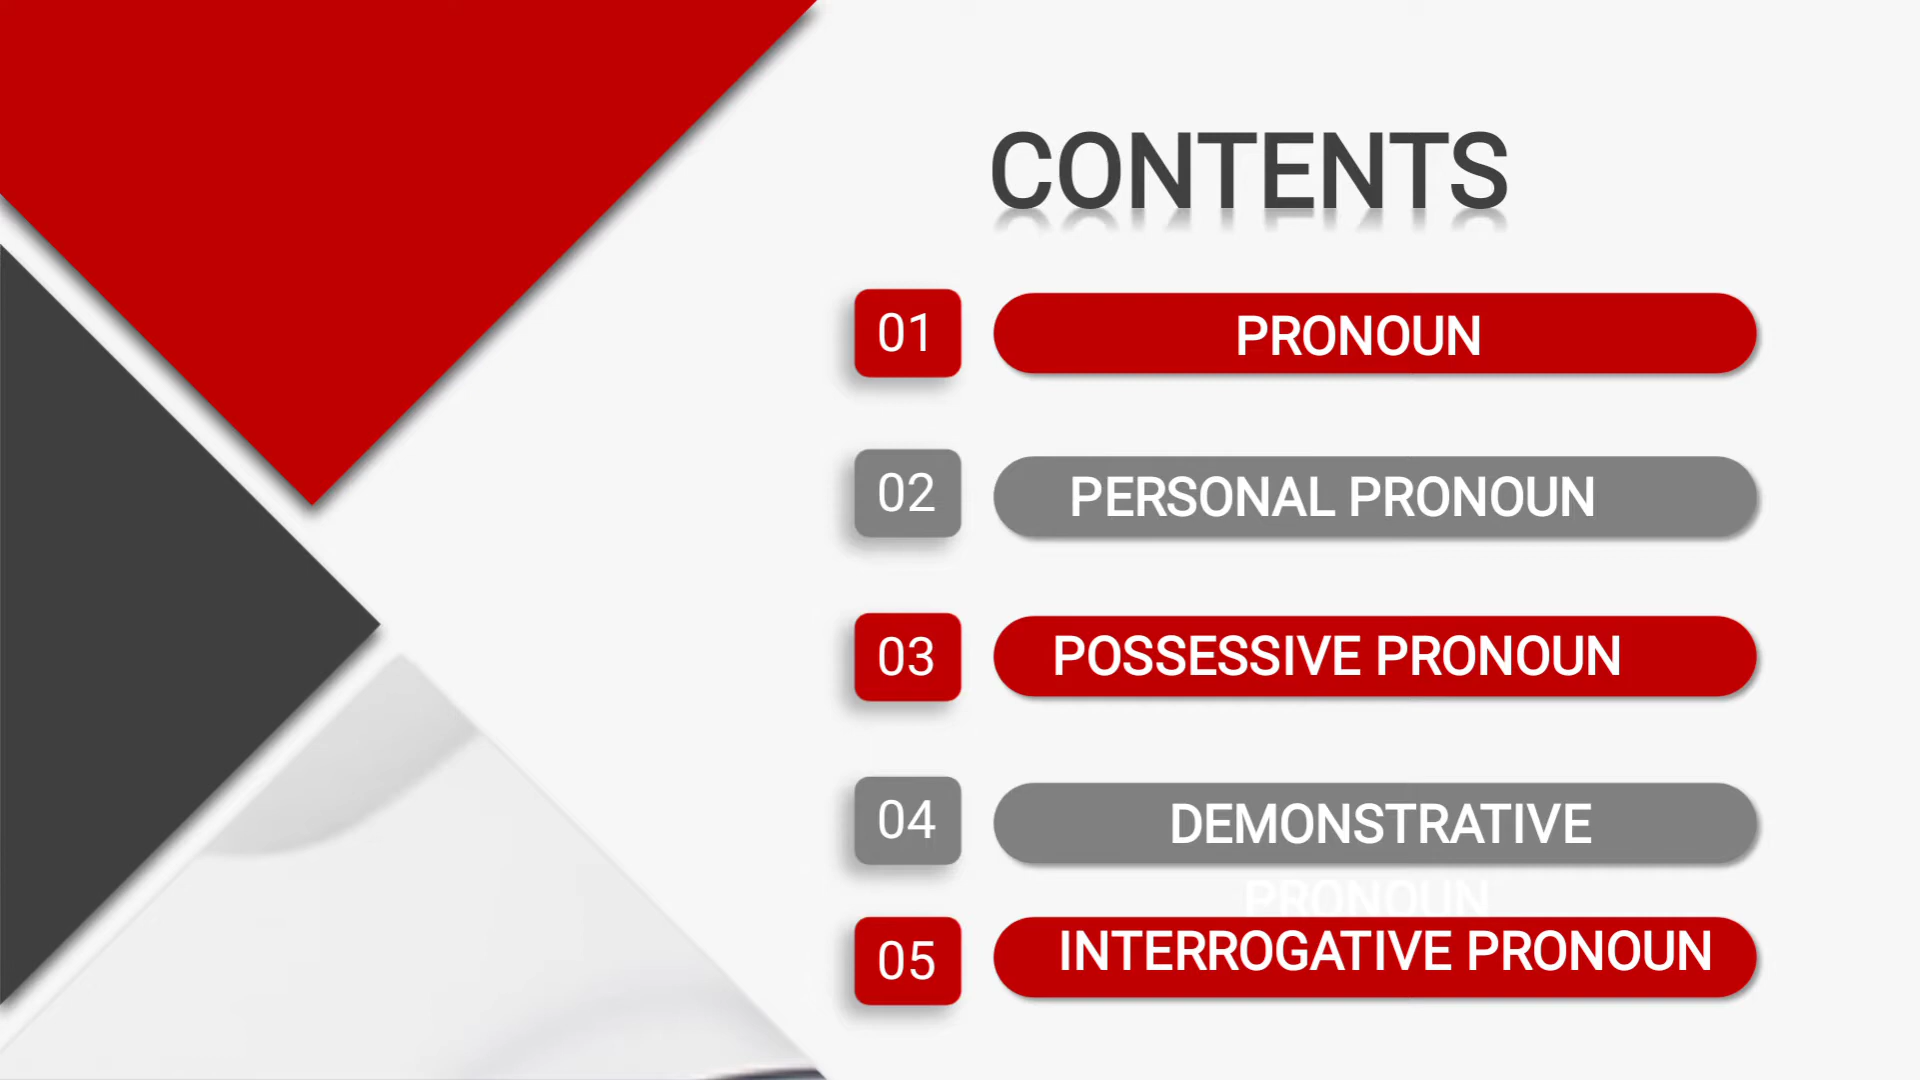 CONTENTS
01 PRONOUN
02 PERSONAL PRONOUN
03 POSSESSIVE PRONOUN
04 DEMONSTRATIVE
PRONOUN
05 INTERROGATIVE PRONOUN